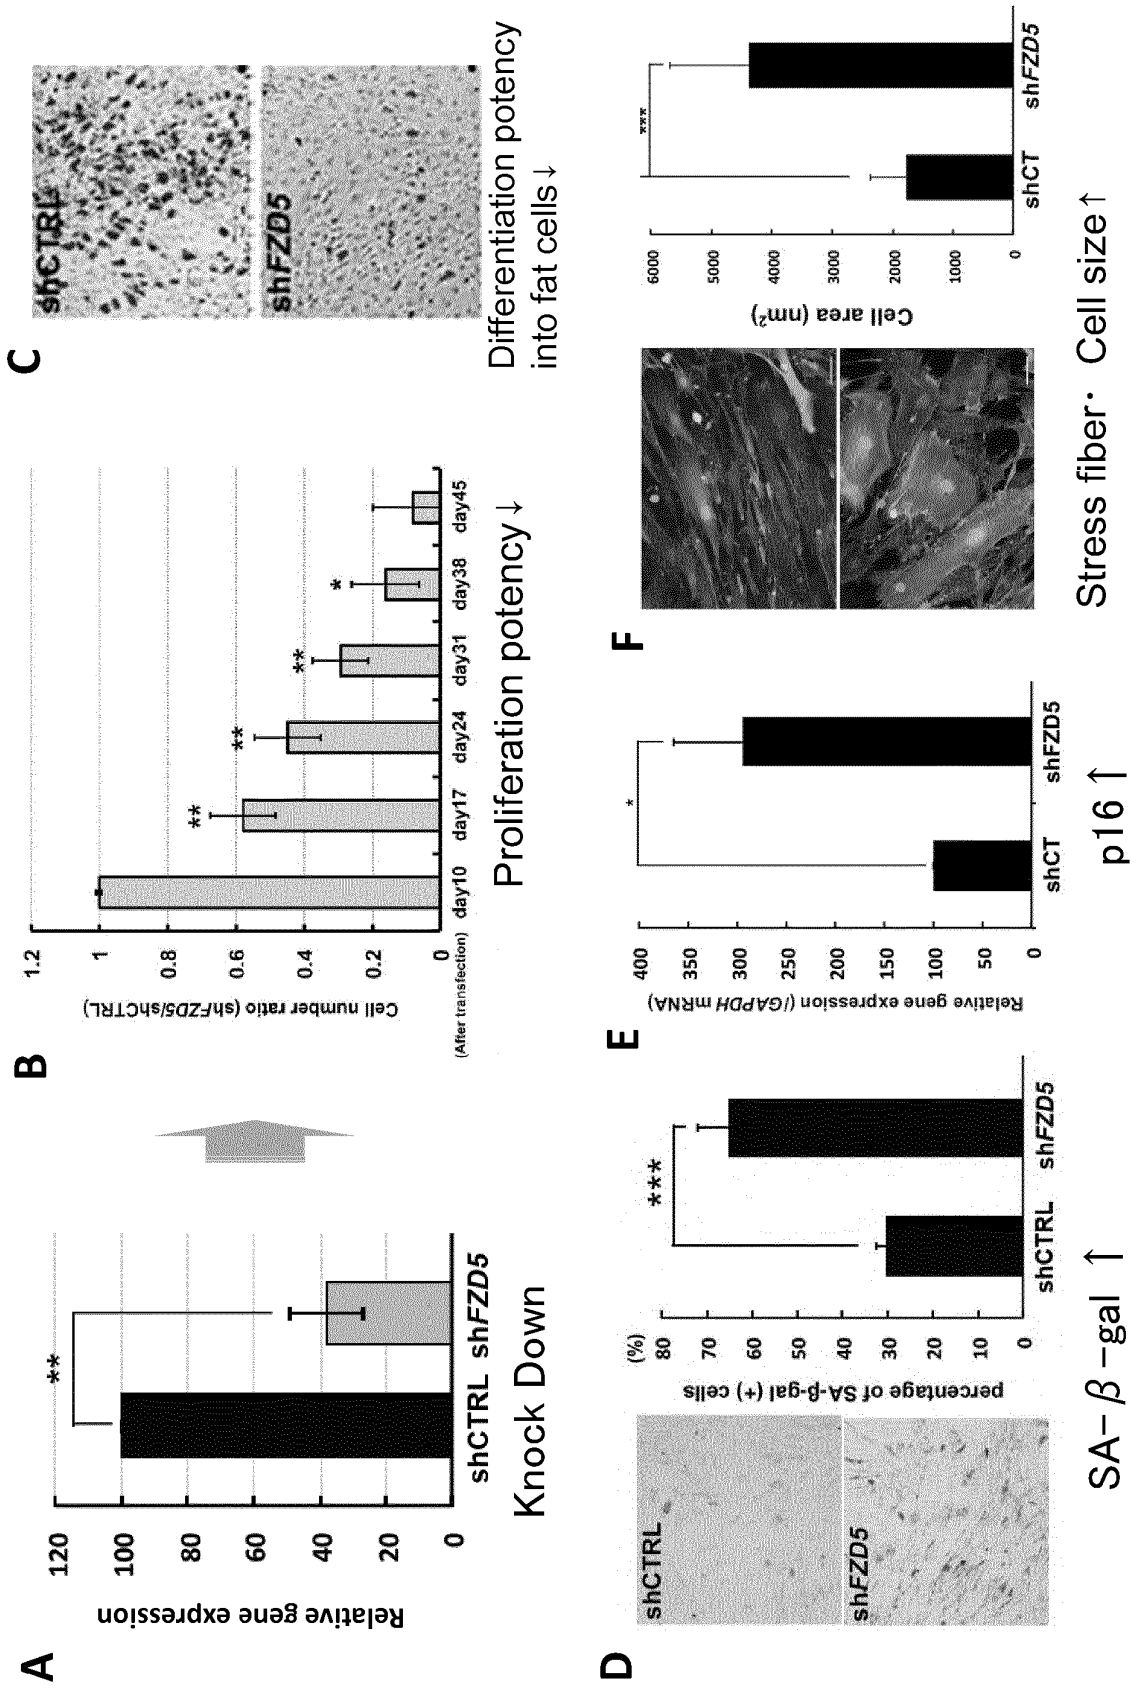 A
Relative gene expression
120
100
80
60
40
20
0
**
shCTRL shFZD5
Knock Down
B
Cell number ratio (shFZD5/shCTRL)
1.2
1
0.8
0.6
0.4
0.2
0
**
**
**
*
(After transfection)
day10 day17 day24 day31 day38 day45
Proliferation potency↓
C
shCTRL
shFZD5
Differentiation potency
into fat cells↓
D
shCTRL
shFZD5
percentage of SA-β-gal (+) cells
(%)
80
70
60
50
40
30
20
10
0
***
shCTRL shFZD5
SA-β-gal ↑
E
Relative gene expression (/GAPDH mRNA)
400
350
300
250
200
150
100
50
0
*
shCT shFZD5
p16 ↑
F
Cell area (nm²)
6000
5000
4000
3000
2000
1000
0
***
shCT shFZD5
Stress fiber・Cell size↑